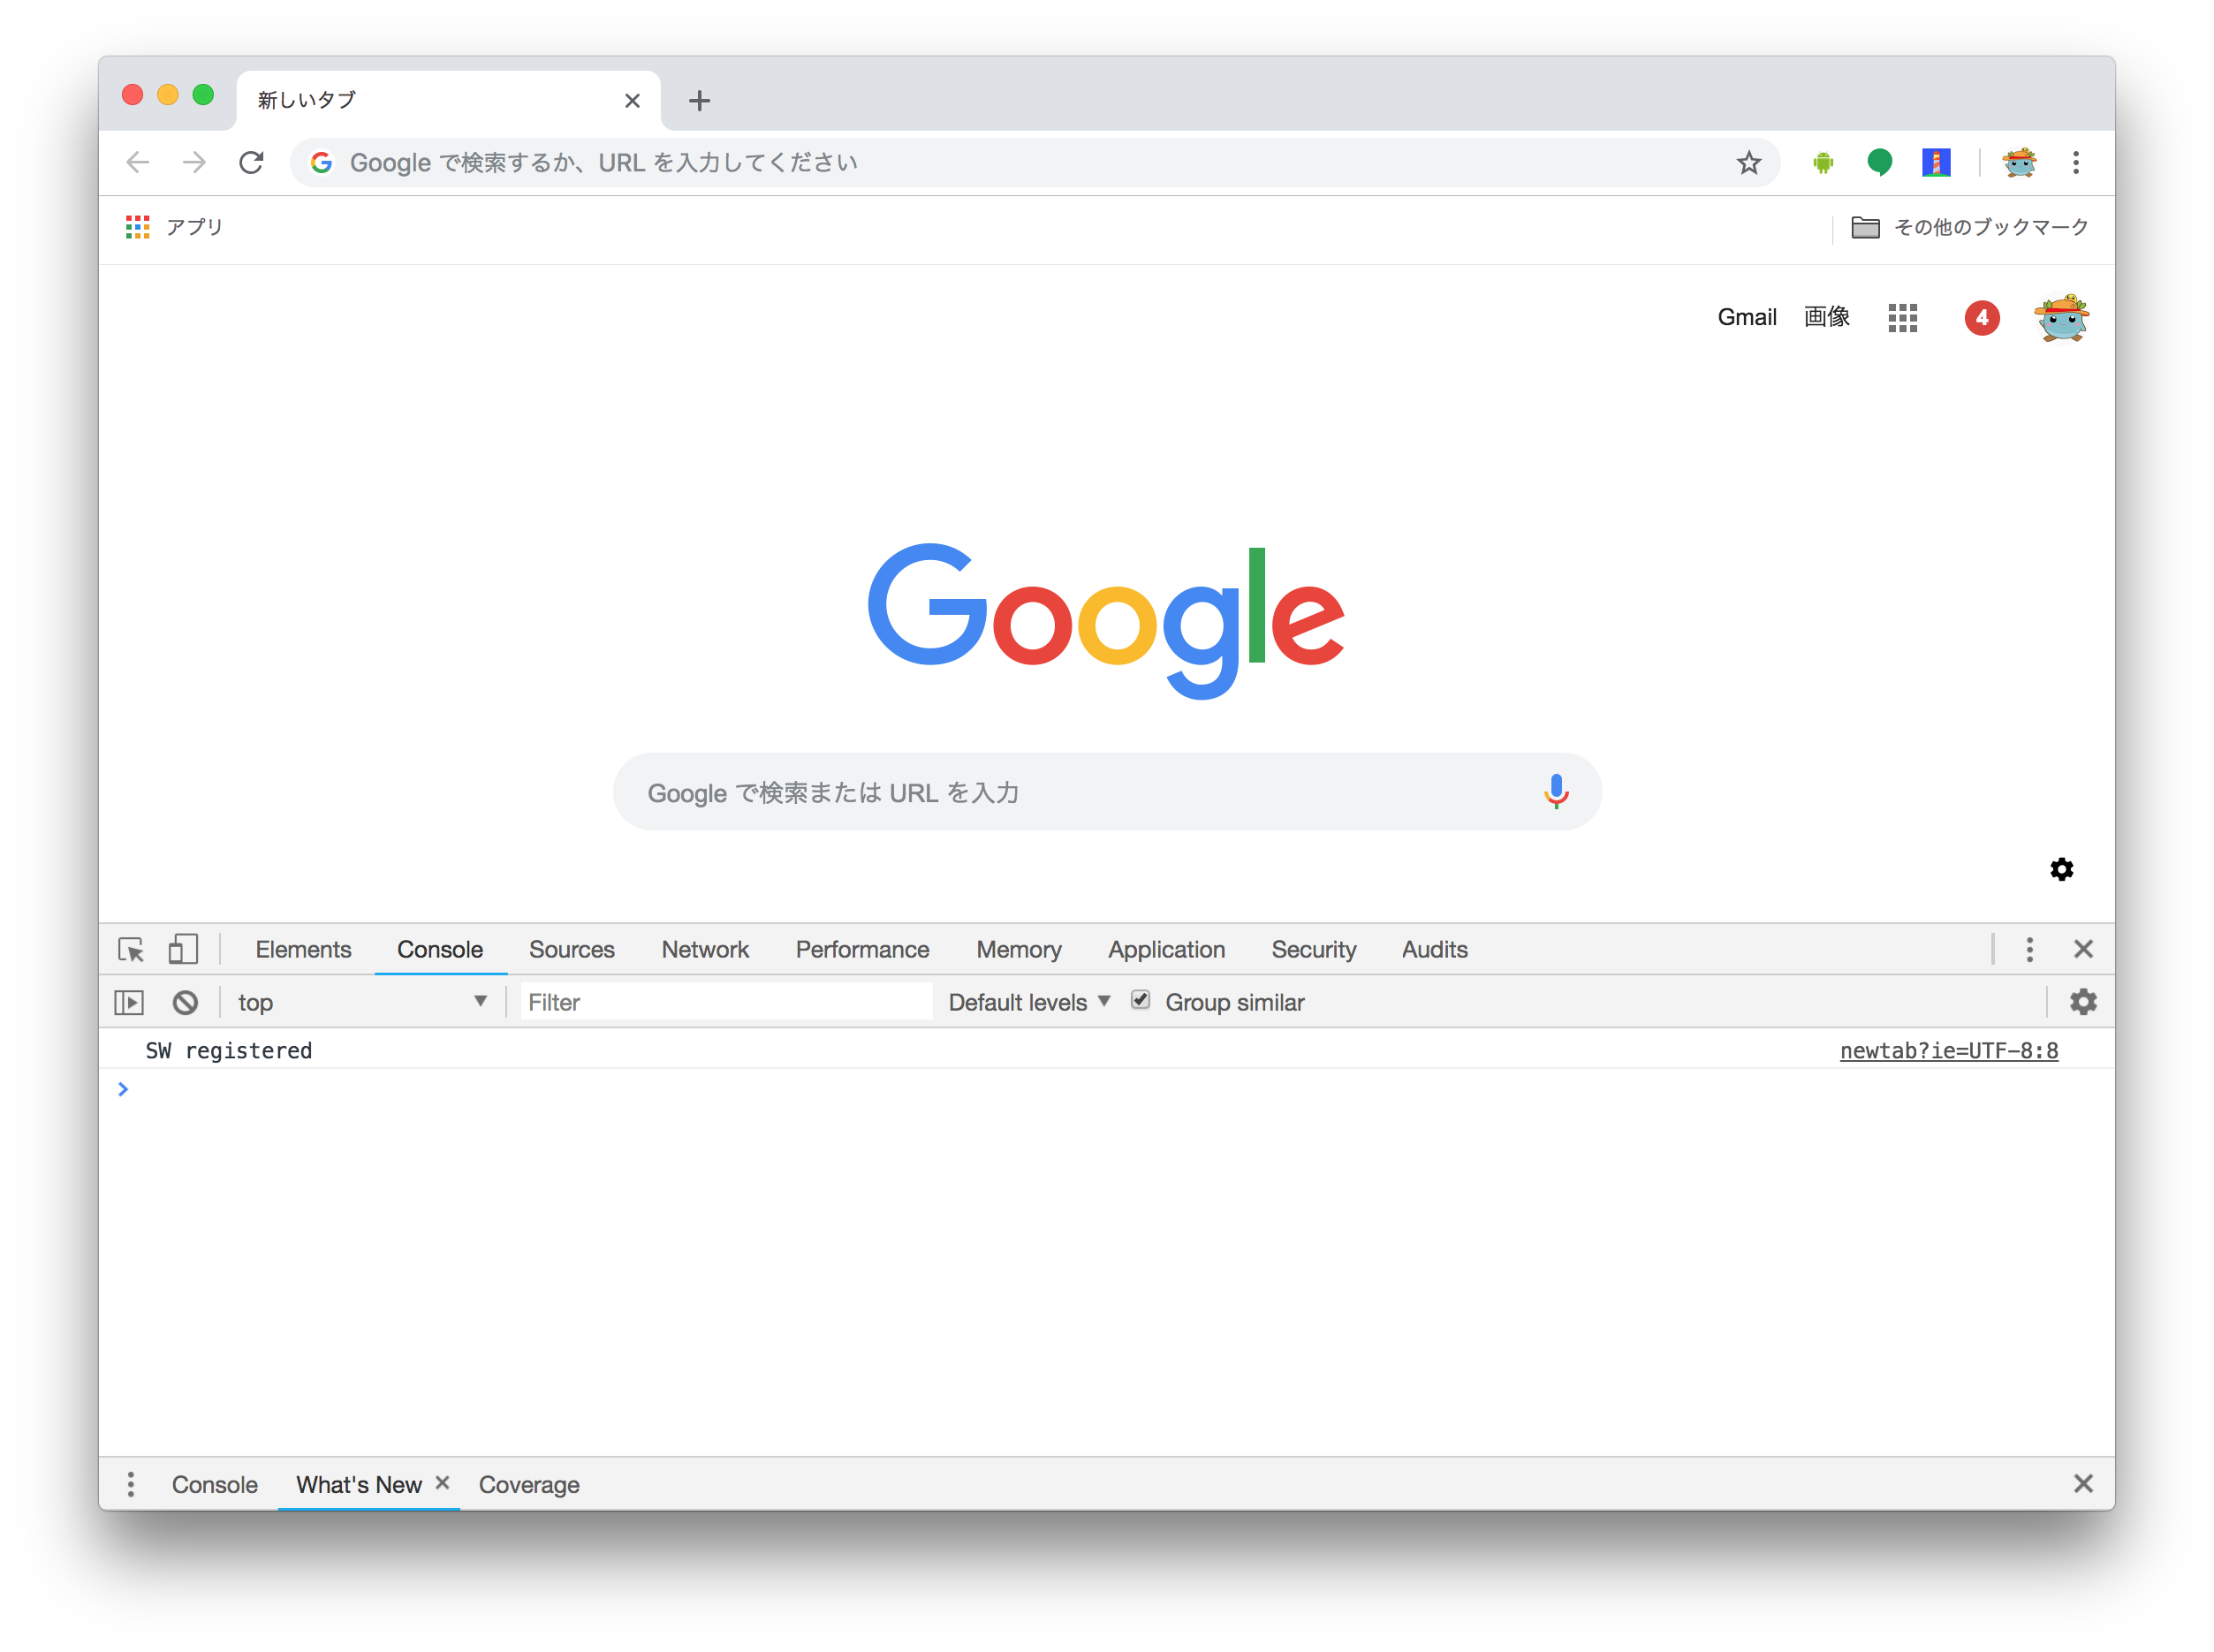 新しいタブ
Google で検索するか、URL を入力してください
アプリ
その他のブックマーク
Gmail 画像 4
Google
Google で検索または URL を入力
Elements Console Sources Network Performance Memory Application Security Audits
top Filter Default levels Group similar
SW registered newtab?ie=UTF-8:8
Console What's New Coverage